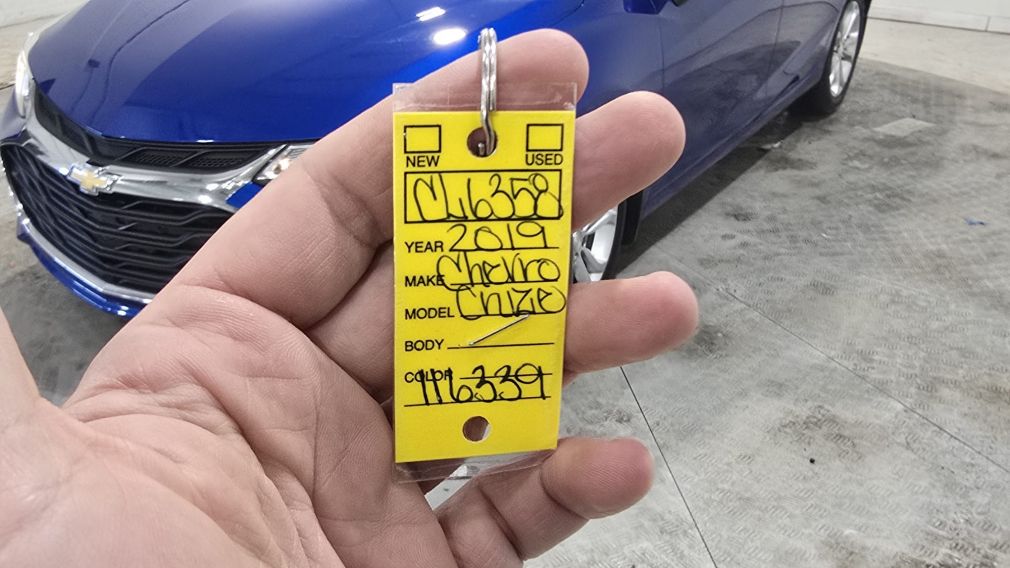 NEW USED
CL6358
YEAR 2019
MAKE Chevro
MODEL Cruze
BODY
COLOR
116339